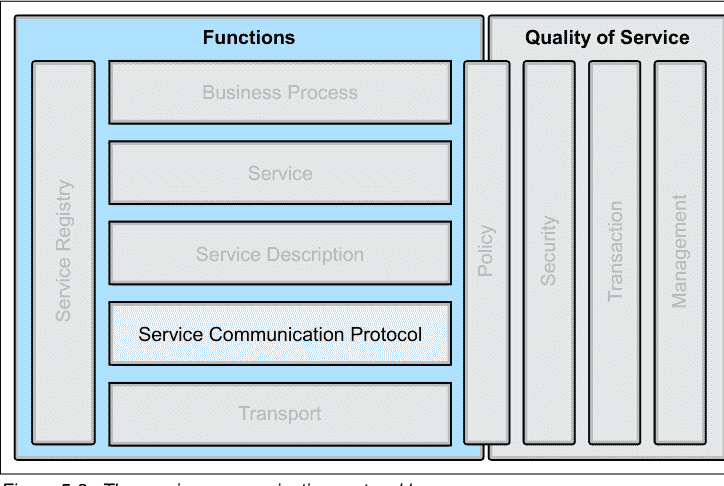 Functions
Quality of Service
Service Registry
Business Process
Service
Service Description
Service Communication Protocol
Transport
Policy
Security
Transaction
Management